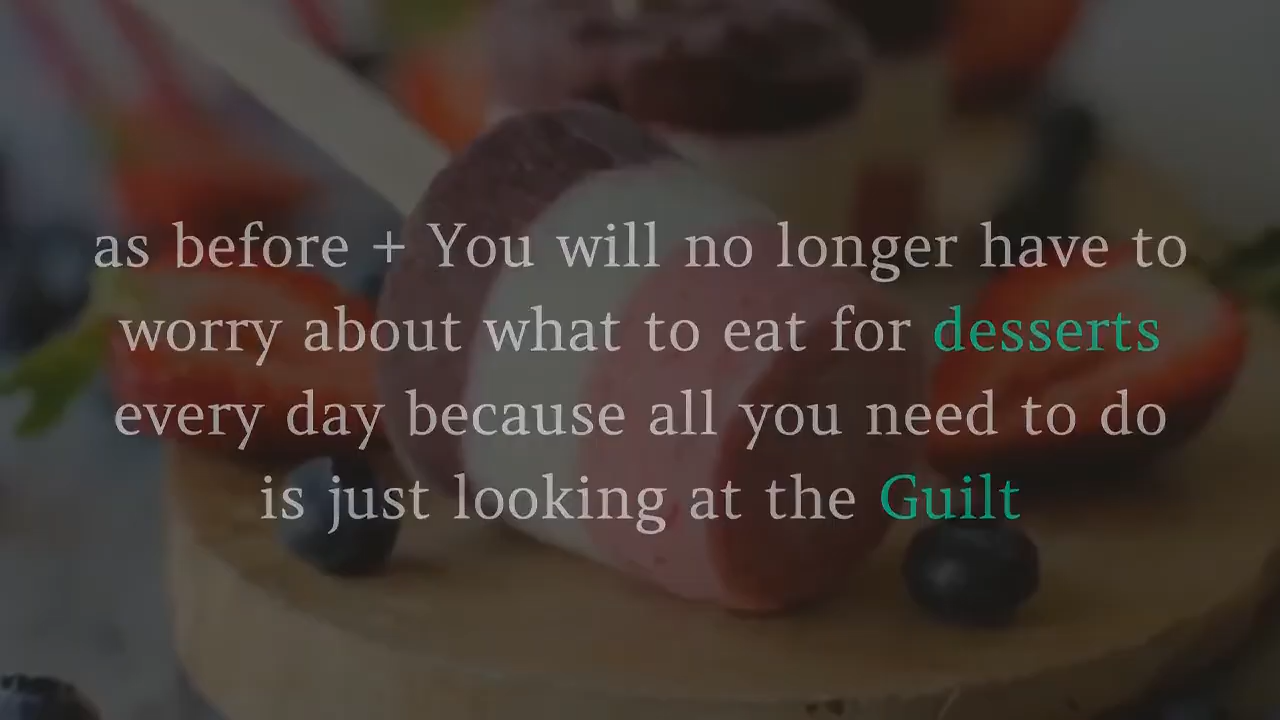 as before + You will no longer have to
worry about what to eat for desserts
every day because all you need to do
is just looking at the Guilt